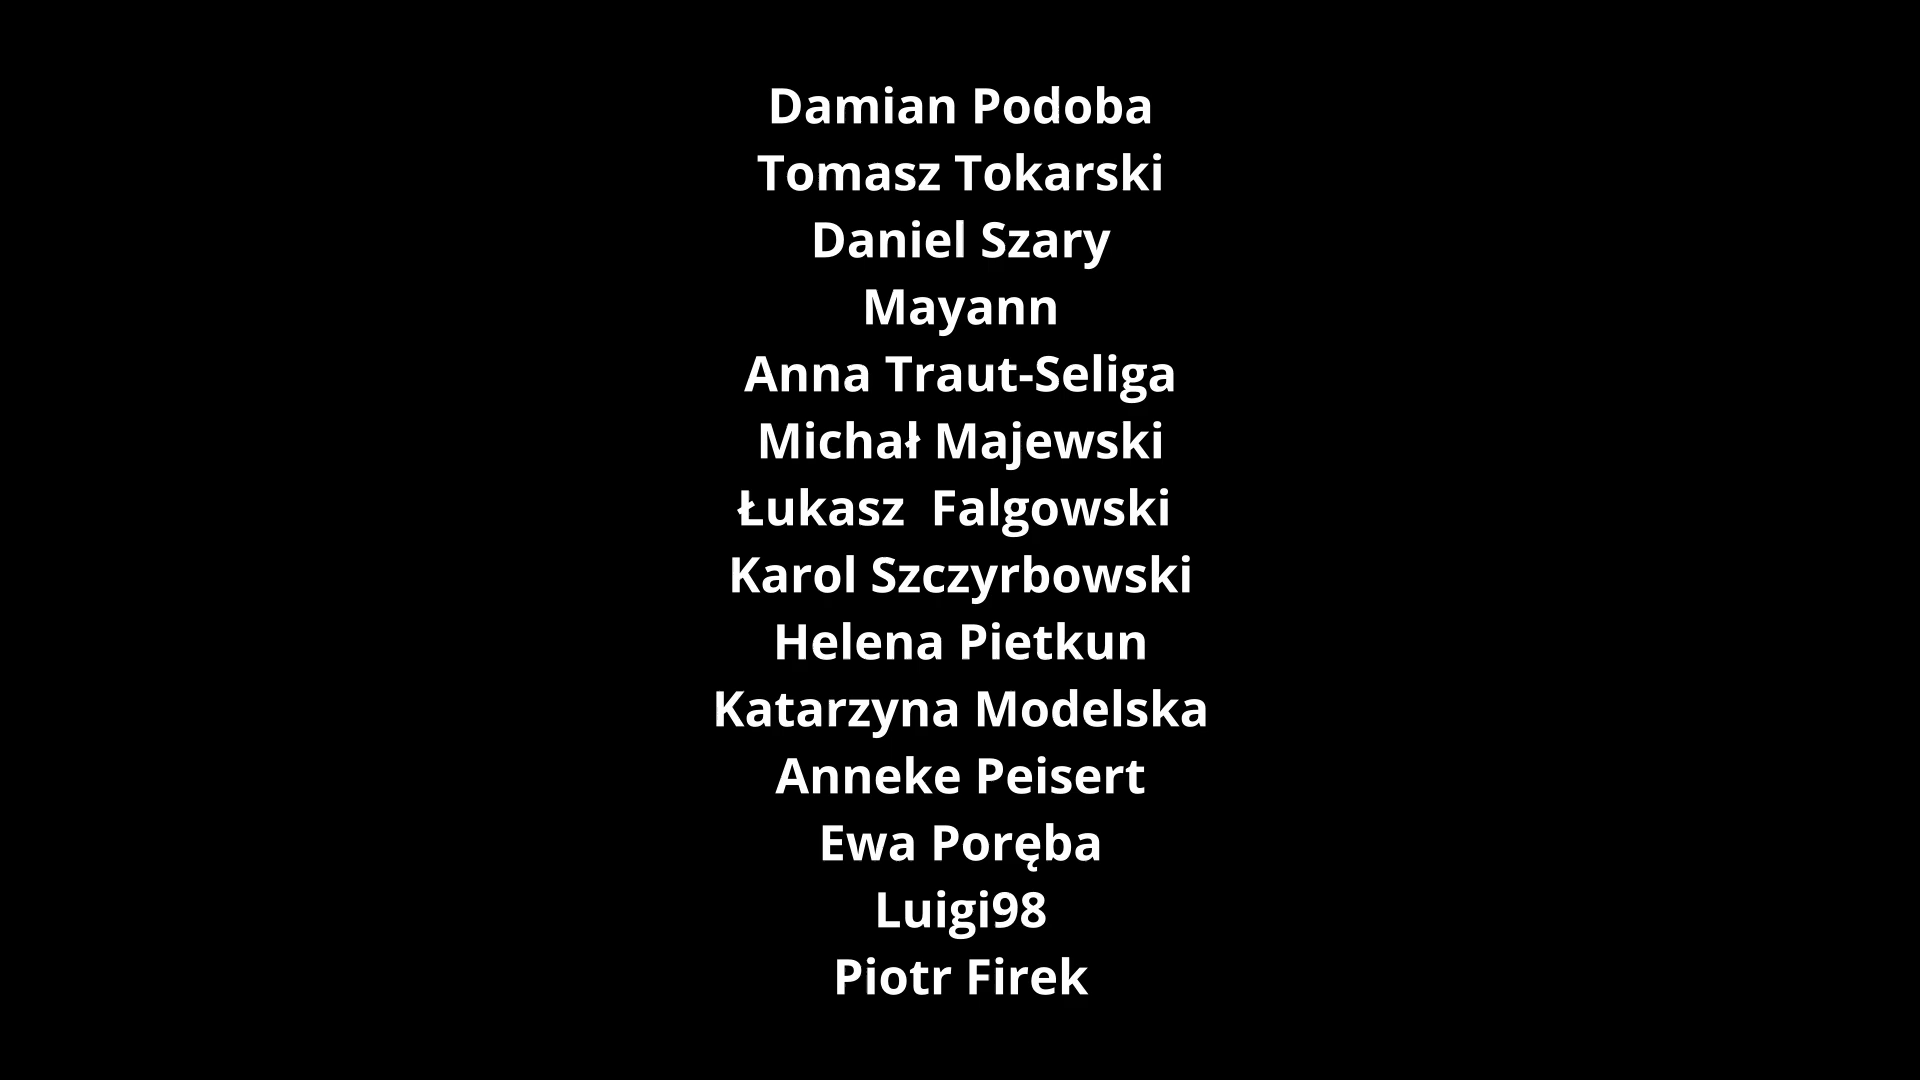 Damian Podoba
Tomasz Tokarski
Daniel Szary
Mayann
Anna Traut-Seliga
Michał Majewski
Łukasz  Falgowski
Karol Szczyrbowski
Helena Pietkun
Katarzyna Modelska
Anneke Peisert
Ewa Poręba
Luigi98
Piotr Firek